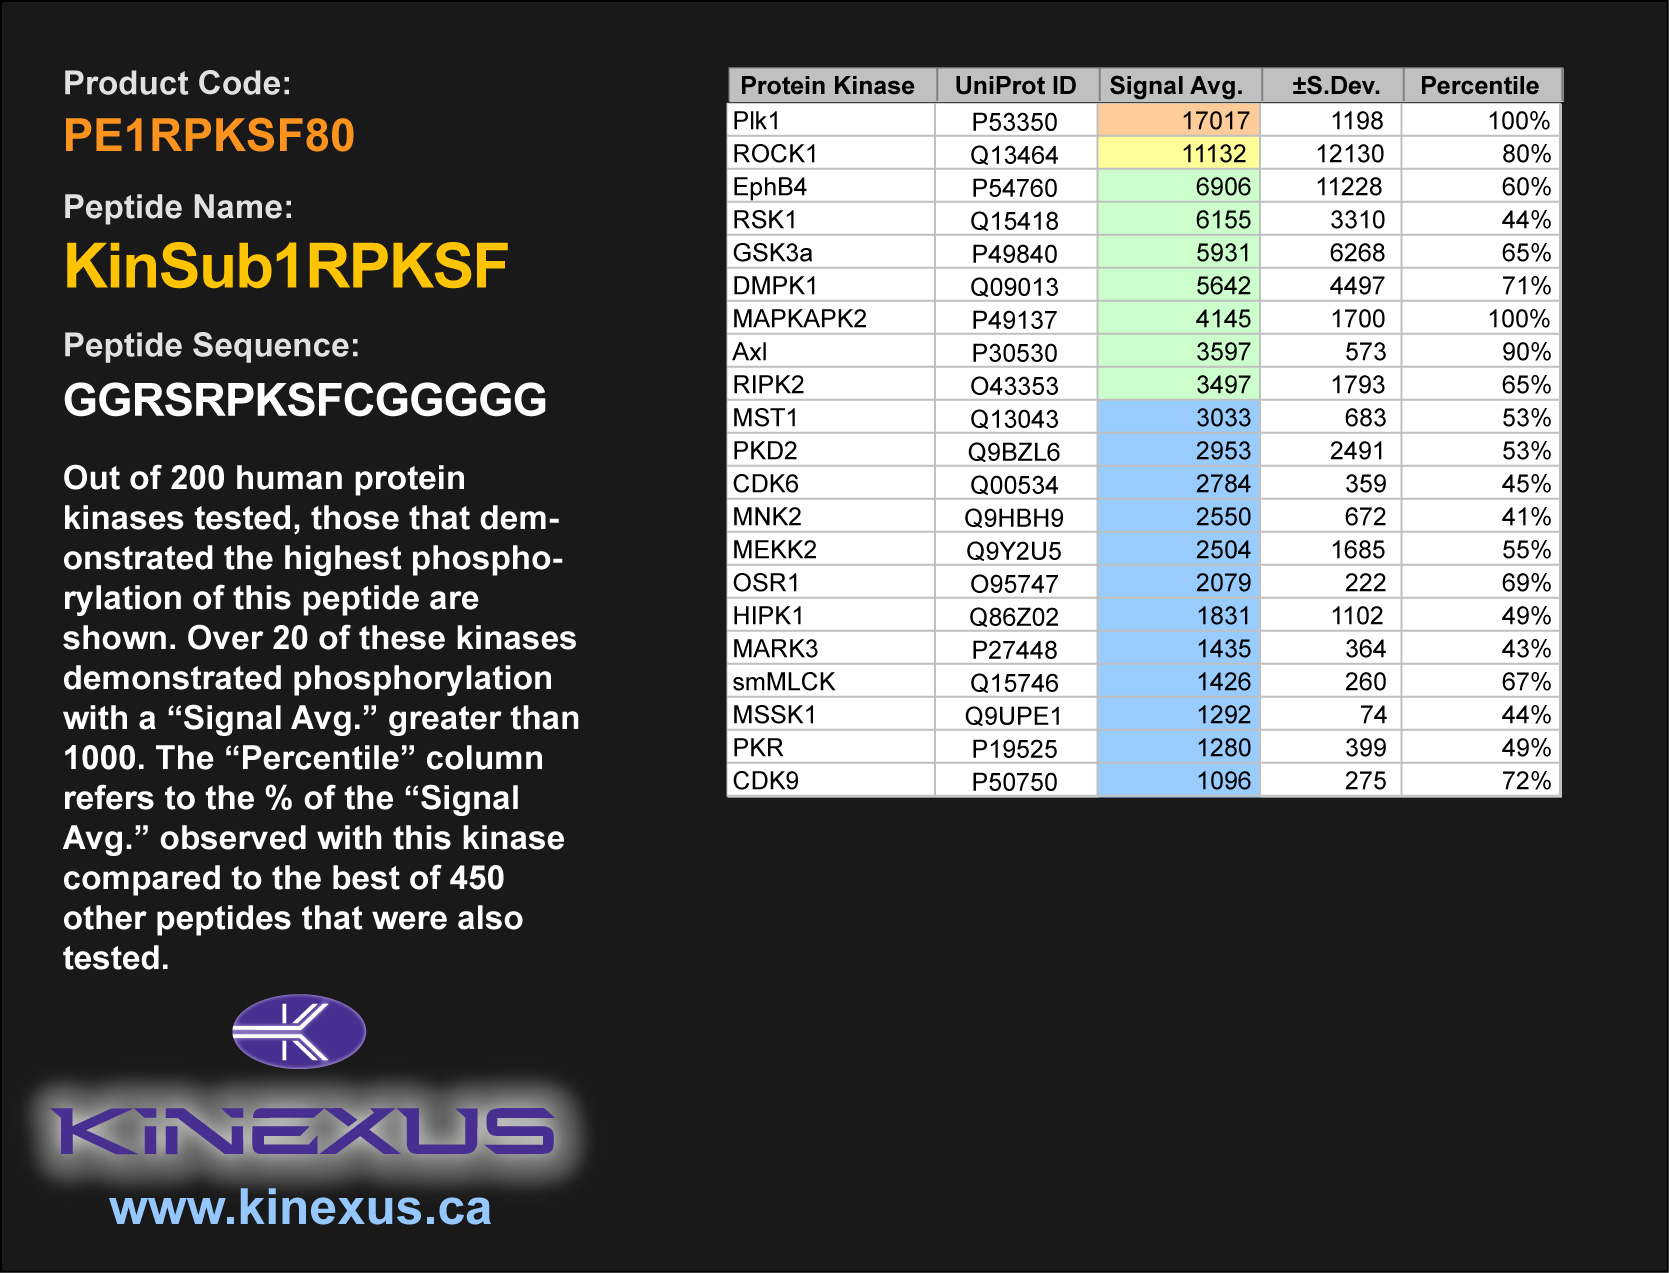 Product Code:
PE1RPKSF80
Peptide Name:
KinSub1RPKSF
Peptide Sequence:
GGRSRPKSFCGGGGG
Out of 200 human protein
kinases tested, those that dem-
onstrated the highest phospho-
rylation of this peptide are
shown. Over 20 of these kinases
demonstrated phosphorylation
with a “Signal Avg.” greater than
1000. The “Percentile” column
refers to the % of the “Signal
Avg.” observed with this kinase
compared to the best of 450
other peptides that were also
tested.
KINEXUS
www.kinexus.ca
Protein Kinase UniProt ID Signal Avg. ±S.Dev. Percentile
Plk1 P53350 17017 1198 100%
ROCK1 Q13464 11132 12130 80%
EphB4 P54760 6906 11228 60%
RSK1 Q15418 6155 3310 44%
GSK3a P49840 5931 6268 65%
DMPK1 Q09013 5642 4497 71%
MAPKAPK2 P49137 4145 1700 100%
Axl P30530 3597 573 90%
RIPK2 O43353 3497 1793 65%
MST1 Q13043 3033 683 53%
PKD2 Q9BZL6 2953 2491 53%
CDK6 Q00534 2784 359 45%
MNK2 Q9HBH9 2550 672 41%
MEKK2 Q9Y2U5 2504 1685 55%
OSR1 O95747 2079 222 69%
HIPK1 Q86Z02 1831 1102 49%
MARK3 P27448 1435 364 43%
smMLCK Q15746 1426 260 67%
MSSK1 Q9UPE1 1292 74 44%
PKR P19525 1280 399 49%
CDK9 P50750 1096 275 72%